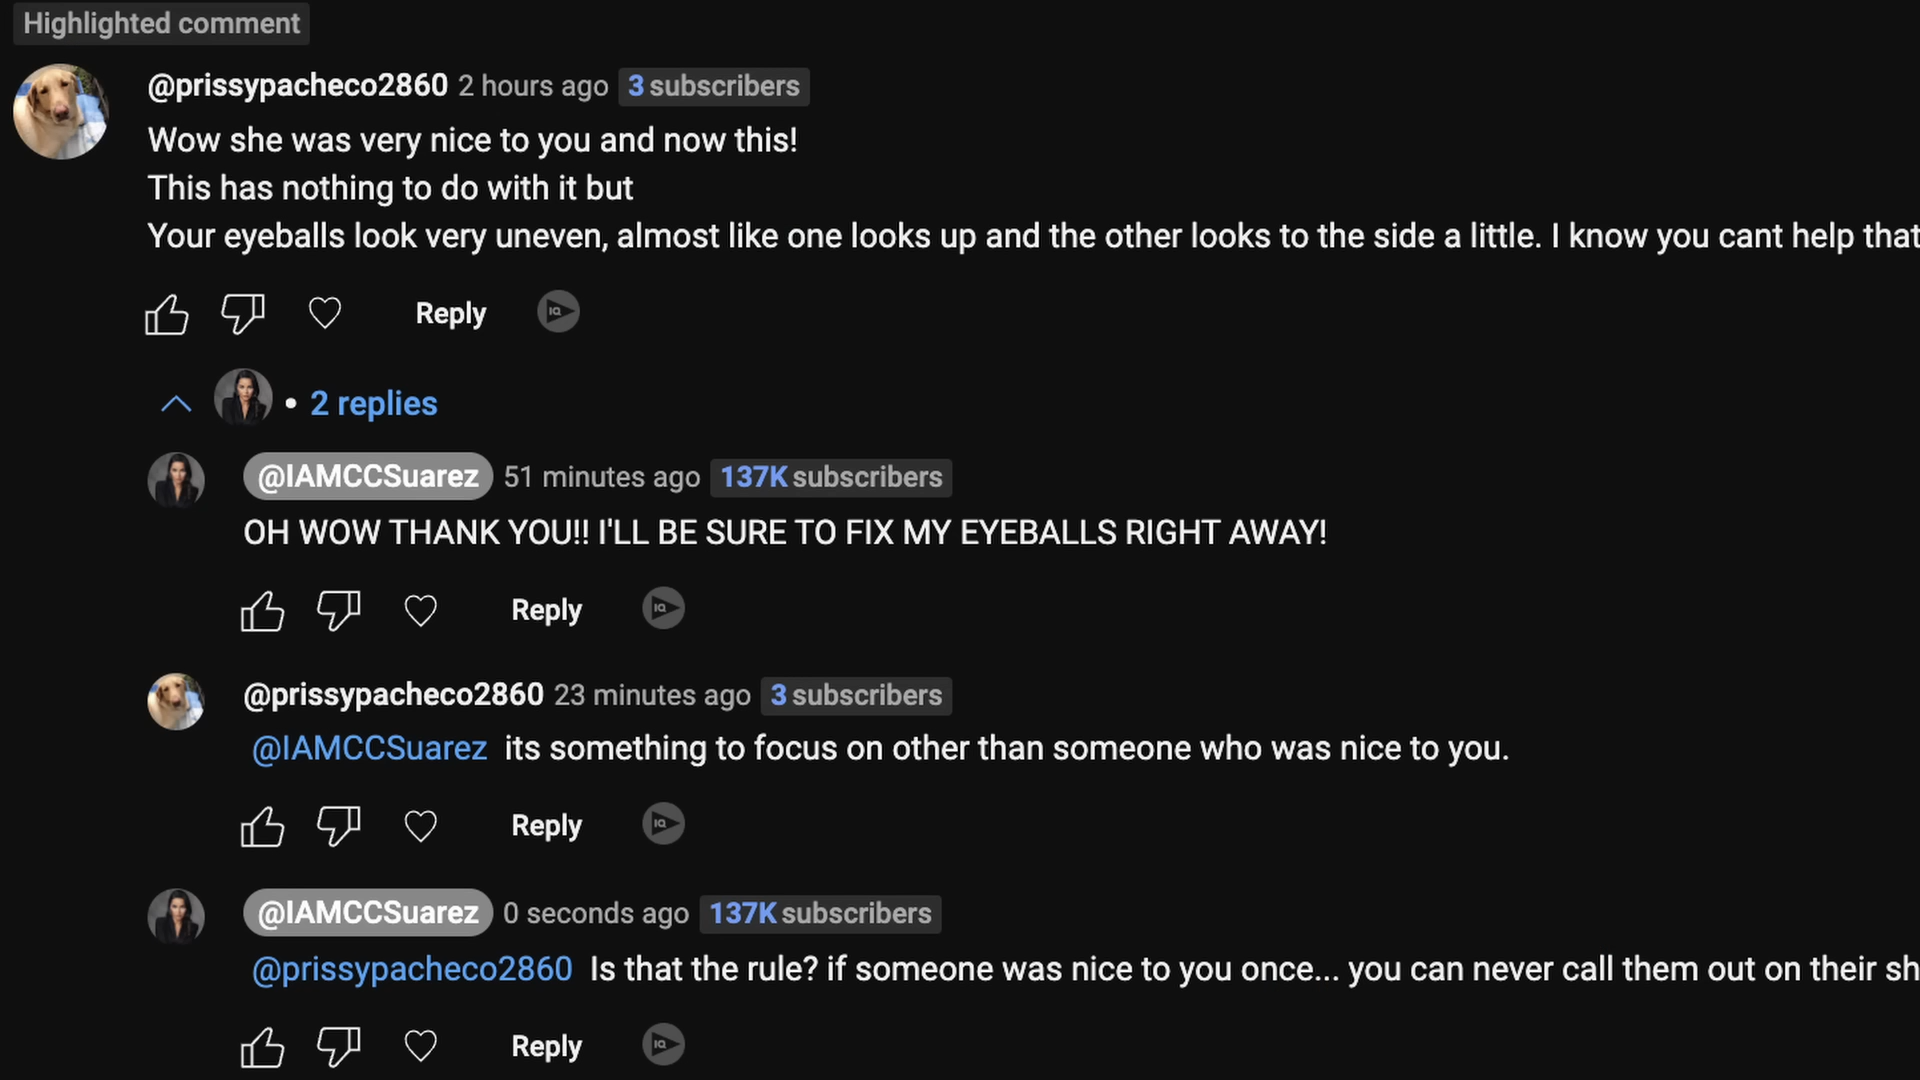 Highlighted comment
@prissypacheco2860 2 hours ago 3 subscribers
Wow she was very nice to you and now this!
This has nothing to do with it but
Your eyeballs look very uneven, almost like one looks up and the other looks to the side a little. I know you cant help that
Reply IQ
• 2 replies
@IAMCCSuarez 51 minutes ago 137K subscribers
OH WOW THANK YOU!! I'LL BE SURE TO FIX MY EYEBALLS RIGHT AWAY!
Reply IQ
@prissypacheco2860 23 minutes ago 3 subscribers
@IAMCCSuarez its something to focus on other than someone who was nice to you.
Reply IQ
@IAMCCSuarez 0 seconds ago 137K subscribers
@prissypacheco2860 Is that the rule? if someone was nice to you once... you can never call them out on their sh
Reply IQ